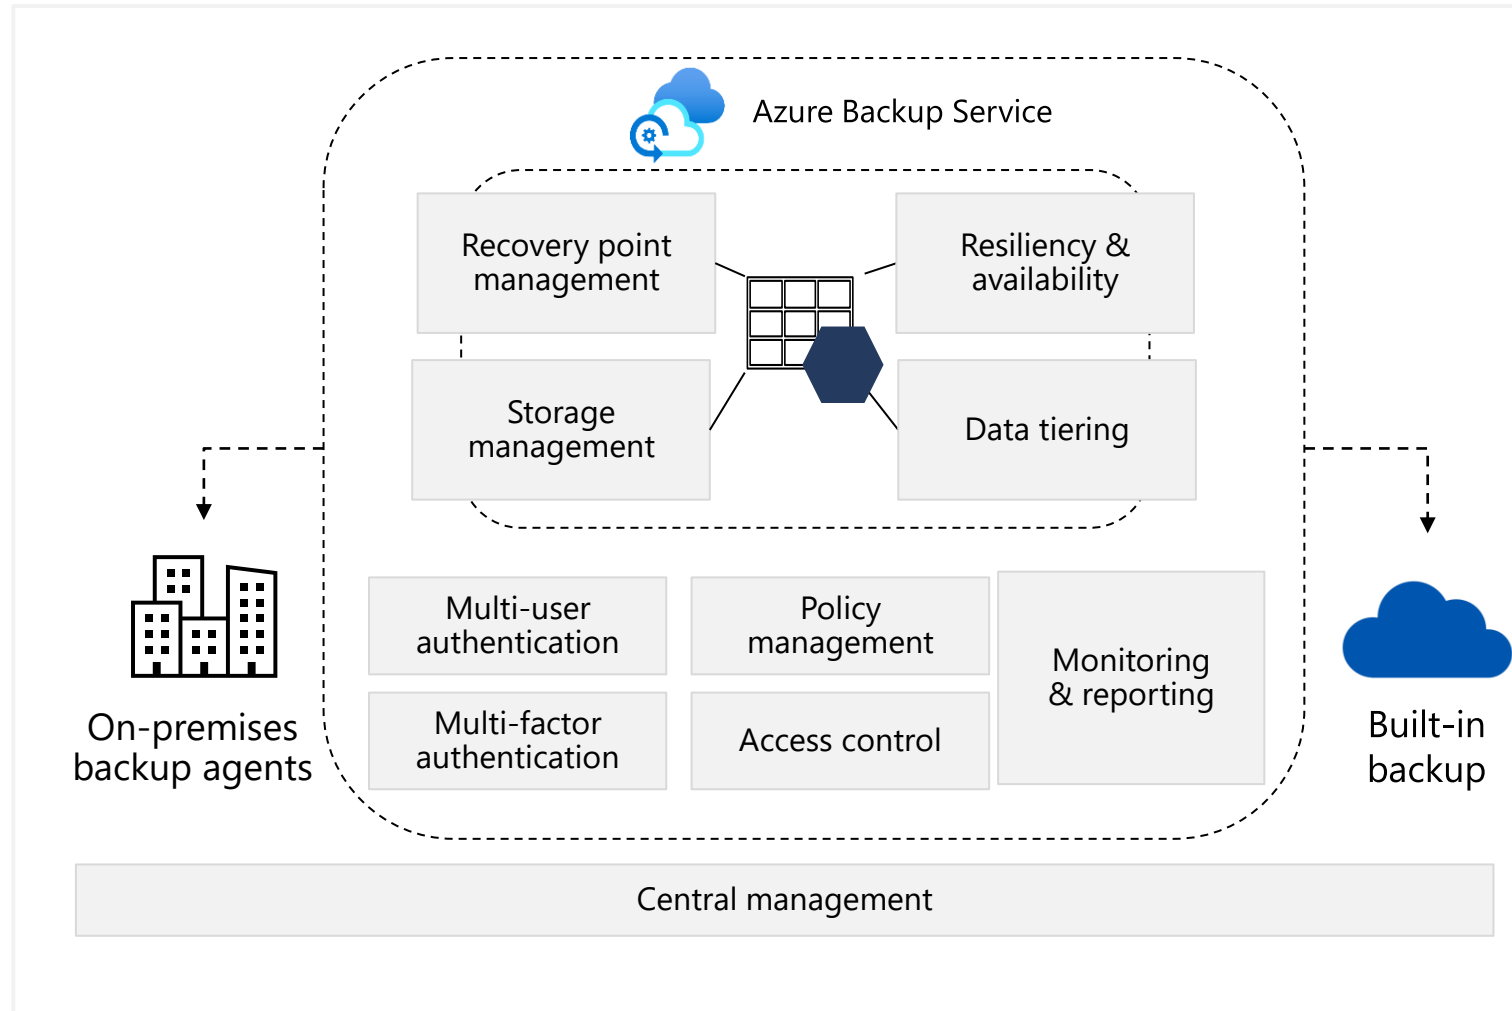 Azure Backup Service
Recovery point
management
Resiliency &
availability
Storage
management
Data tiering
Multi-user
authentication
Policy
management
Monitoring
& reporting
Multi-factor
authentication
Access control
On-premises
backup agents
Built-in
backup
Central management